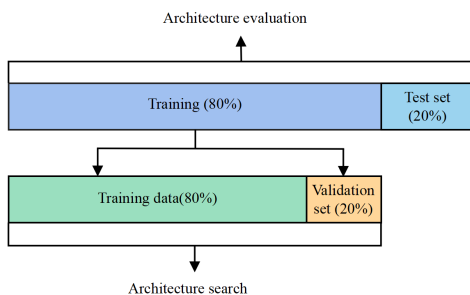 Architecture evaluation
Training (80%)
Test set
(20%)
Training data(80%)
Validation
set (20%)
Architecture search